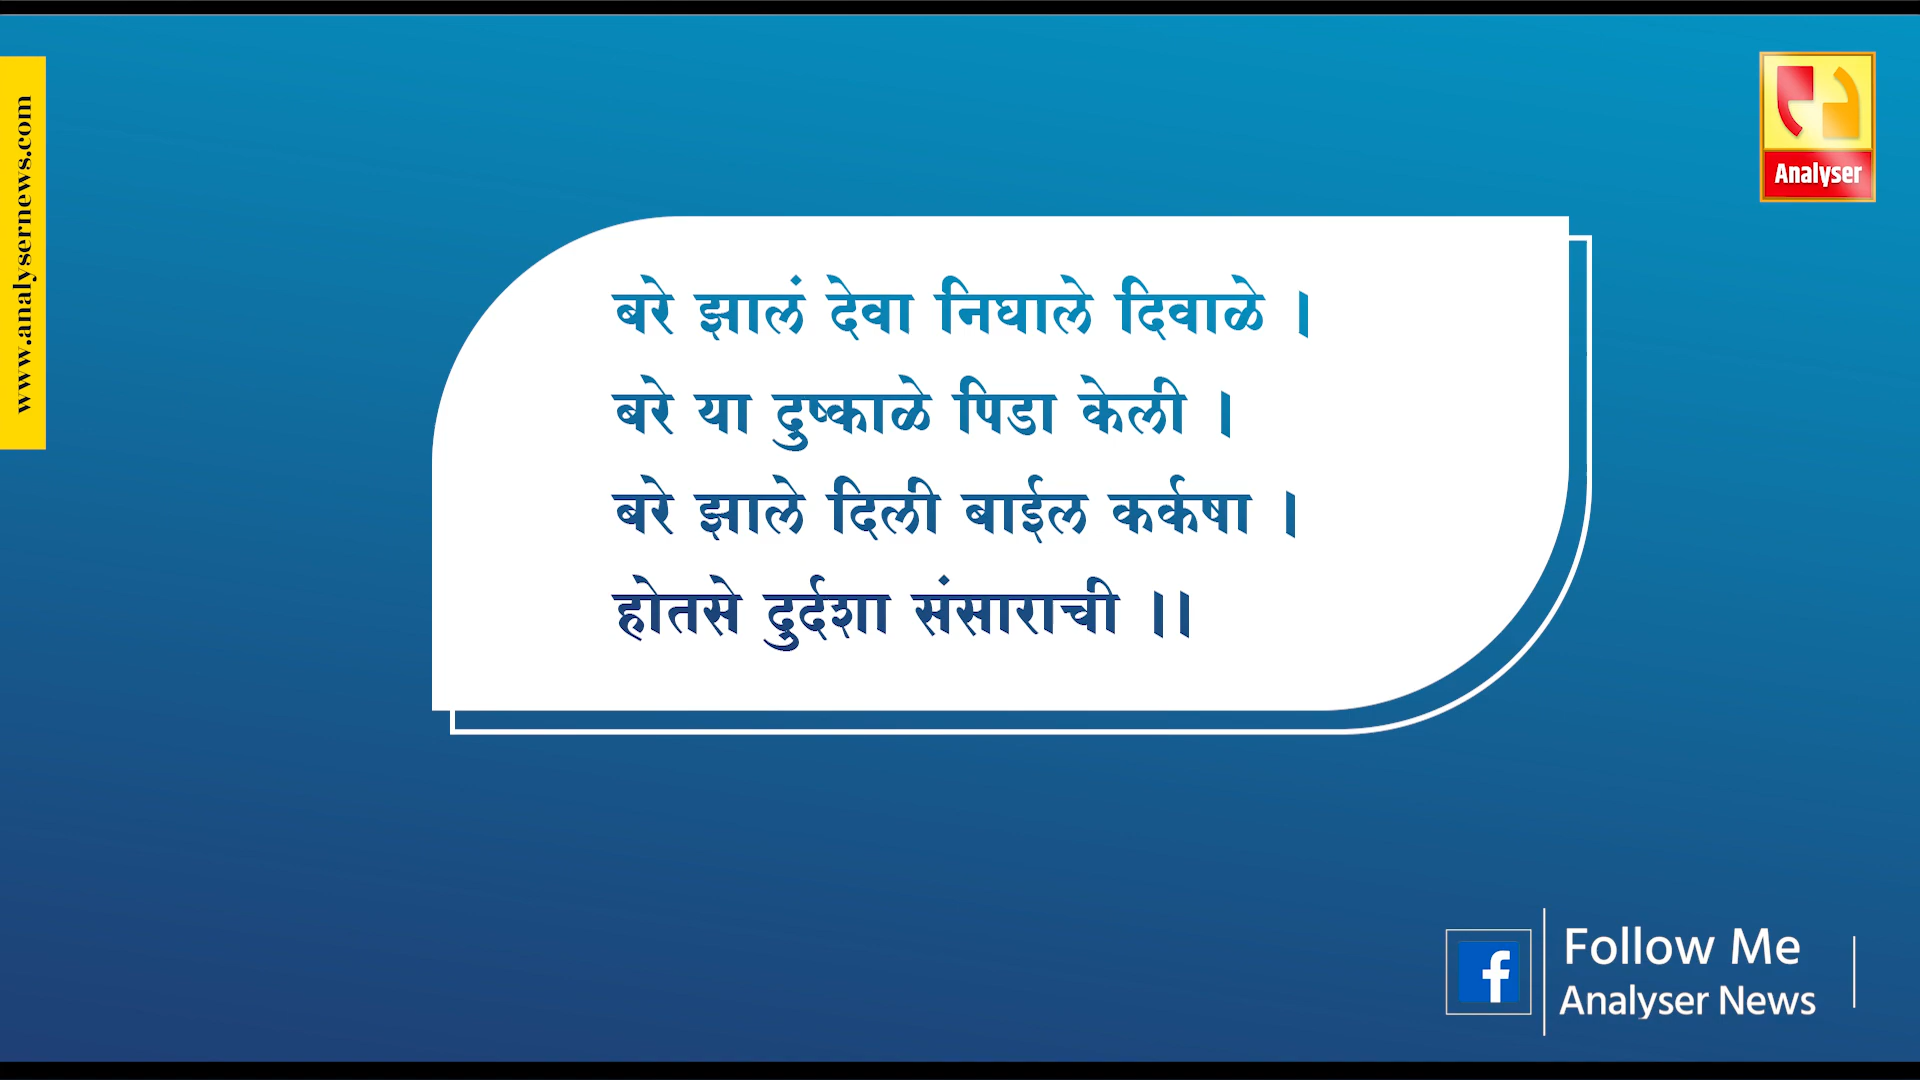 www.analysernews.com
Analyser
बरे झालं देवा निघाले दिवाळे ।
बरे या दुष्काळे पिडा केली ।
बरे झाले दिली बाईल कर्कषा ।
होतसे दुर्दशा संसाराची ।।
Follow Me
Analyser News